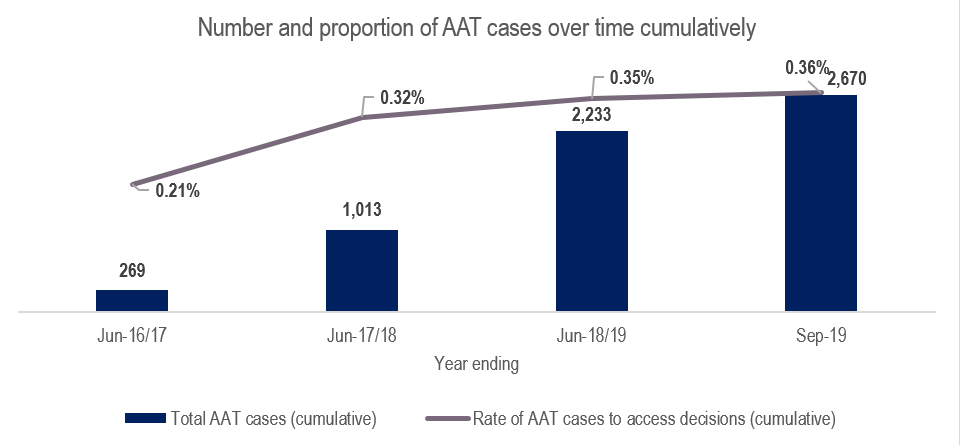 Number and proportion of AAT cases over time cumulatively
0.36%
2,670
0.35%
0.32%
2,233
0.21%
1,013
269
Jun-16/17 Jun-17/18 Jun-18/19 Sep-19
Year ending
Total AAT cases (cumulative) Rate of AAT cases to access decisions (cumulative)